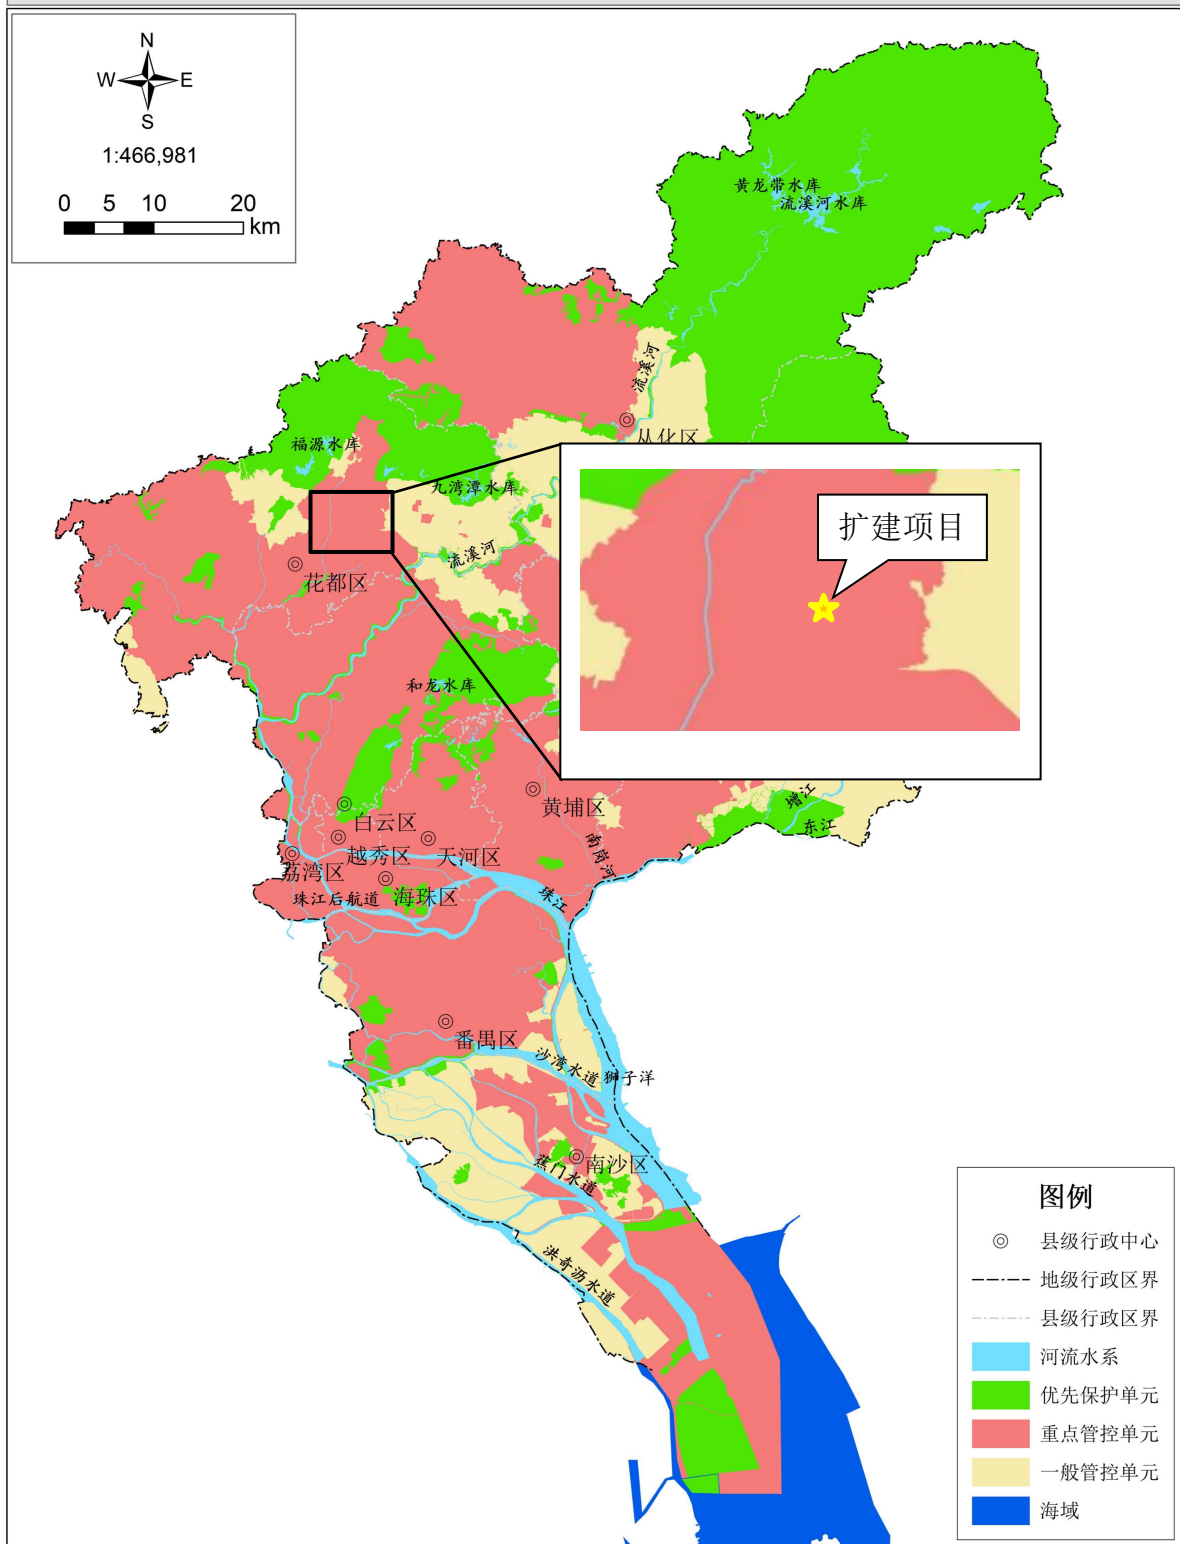 N
W E
S
1:466,981
0 5 10 20
km
黄龙带水库
流溪河水库
流溪河
从化区
福源水库
九湾潭水库
扩建项目
流溪河
花都区
和龙水库
黄埔区
增江
东江
白云区
越秀区
天河区
南岗河
荔湾区
海珠区
珠江后航道
珠江
番禺区
沙湾水道
狮子洋
南沙区
蕉门水道
洪奇沥水道
图例
县级行政中心
地级行政区界
县级行政区界
河流水系
优先保护单元
重点管控单元
一般管控单元
海域